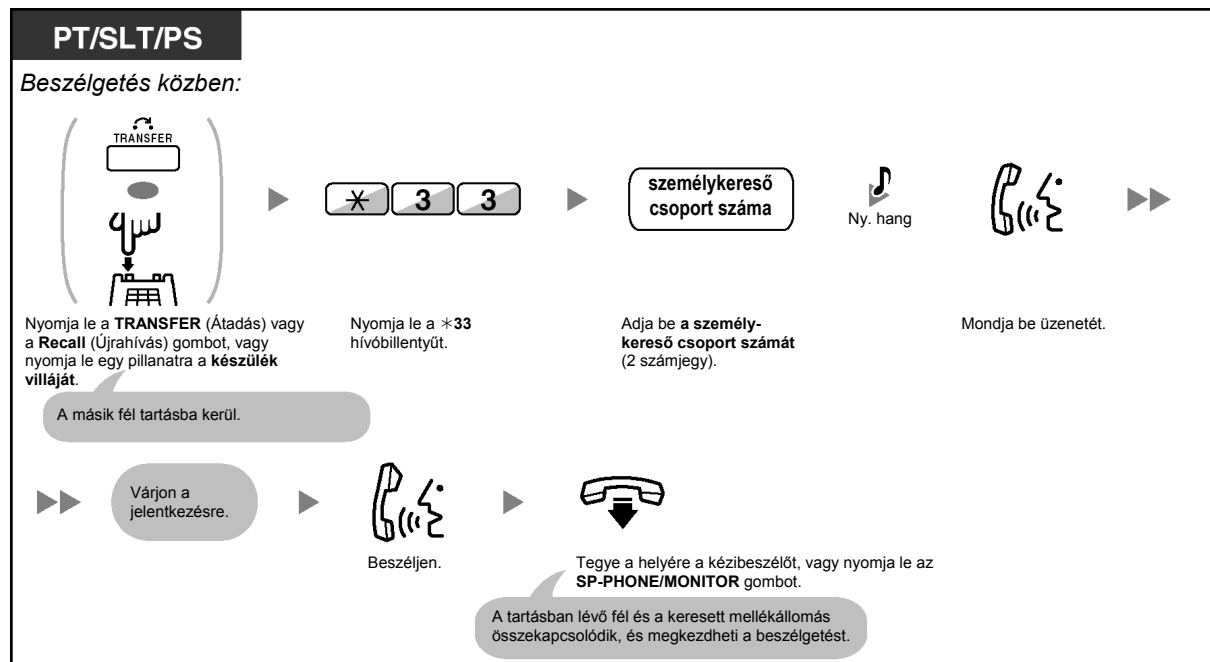 PT/SLT/PS
Beszélgetés közben:
TRANSFER
✳ 3 3
személykereső
csoport száma
Ny. hang
Nyomja le a TRANSFER (Átadás) vagy
a Recall (Újrahívás) gombot, vagy
nyomja le egy pillanatra a készülék
villáját.
Nyomja le a ✳33
hívóbillentyűt.
Adja be a személy-
kereső csoport számát
(2 számjegy).
Mondja be üzenetét.
A másik fél tartásba kerül.
Várjon a
jelentkezésre.
Beszéljen.
Tegye a helyére a kézibeszélőt, vagy nyomja le az
SP-PHONE/MONITOR gombot.
A tartásban lévő fél és a keresett mellékállomás
összekapcsolódik, és megkezdheti a beszélgetést.